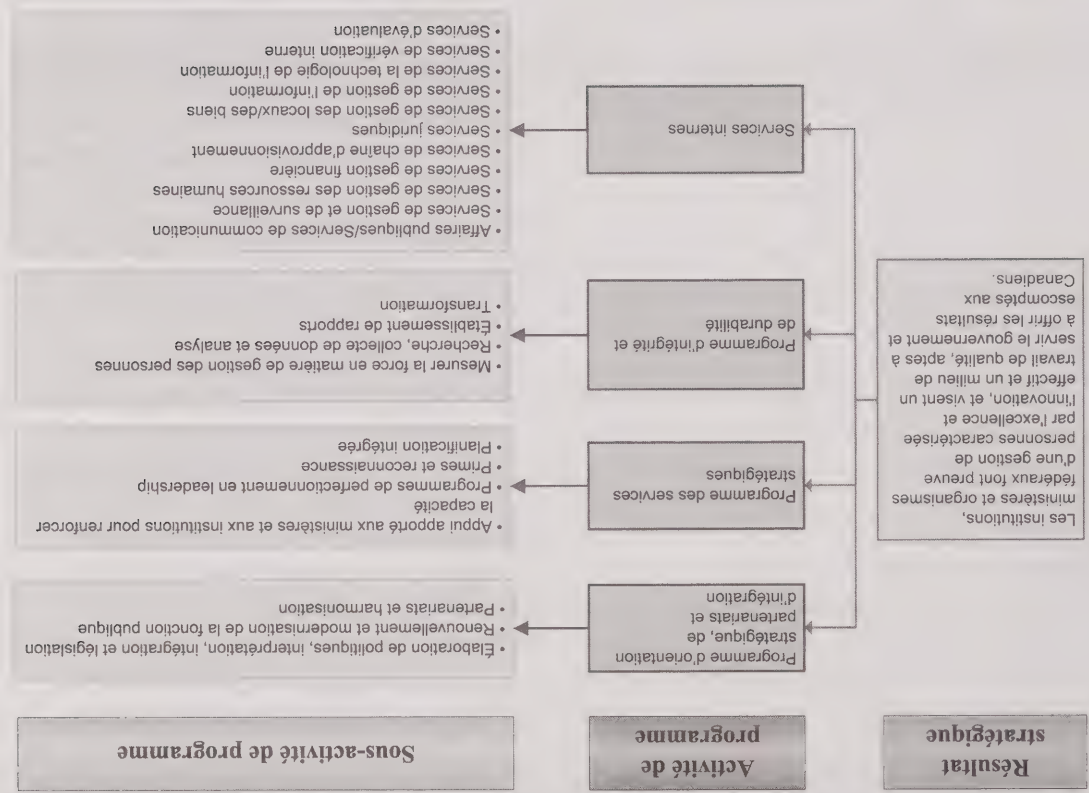 Résultat
stratégique
Activité de
programme
Sous-activité de programme
Les institutions,
ministères et organismes
fédéraux font preuve
d'une gestion de
personnes caractérisée
par l'excellence et
l'innovation, et visent un
effectif et un milieu de
travail de qualité, aptes à
servir le gouvernement et
à offrir les résultats
escomptés aux
Canadiens.
Programme d'orientation
stratégique, de
partenariats et
d'intégration
• Élaboration de politiques, interprétation, intégration et législation
• Renouvellement et modernisation de la fonction publique
• Partenariats et harmonisation
Programme des services
stratégiques
• Appui apporté aux ministères et aux institutions pour renforcer
la capacité
• Programmes de perfectionnement en leadership
• Primes et reconnaissance
• Planification intégrée
Programme d'intégrité et
de durabilité
• Mesurer la force en matière de gestion des personnes
• Recherche, collecte de données et analyse
• Établissement de rapports
• Transformation
Services internes
• Affaires publiques/Services de communication
• Services de gestion et de surveillance
• Services de gestion des ressources humaines
• Services de gestion financière
• Services de chaîne d'approvisionnement
• Services juridiques
• Services de gestion des locaux/des biens
• Services de gestion de l'information
• Services de la technologie de l'information
• Services de vérification interne
• Services d'évaluation